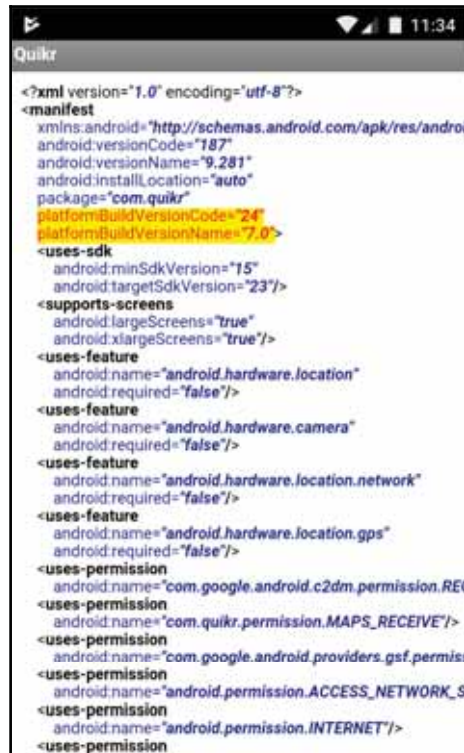 11:34
Quikr
<?xml version="1.0" encoding="utf-8"?>
<manifest
xmlns:android="http://schemas.android.com/apk/res/androi
android:versionCode="187"
android:versionName="9.281"
android:installLocation="auto"
package="com.quikr"
platformBuildVersionCode="24"
platformBuildVersionName="7.0">
<uses-sdk
android:minSdkVersion="15"
android:targetSdkVersion="23"/>
<supports-screens
android:largeScreens="true"
android:xlargeScreens="true"/>
<uses-feature
android:name="android.hardware.location"
android:required="false"/>
<uses-feature
android:name="android.hardware.camera"
android:required="false"/>
<uses-feature
android:name="android.hardware.location.network"
android:required="false"/>
<uses-feature
android:name="android.hardware.location.gps"
android:required="false"/>
<uses-permission
android:name="com.google.android.c2dm.permission.REC
<uses-permission
android:name="com.quikr.permission.MAPS_RECEIVE"/>
<uses-permission
android:name="com.google.android.providers.gsf.permiss
<uses-permission
android:name="android.permission.ACCESS_NETWORK_S
<uses-permission
android:name="android.permission.INTERNET"/>
<uses-permission